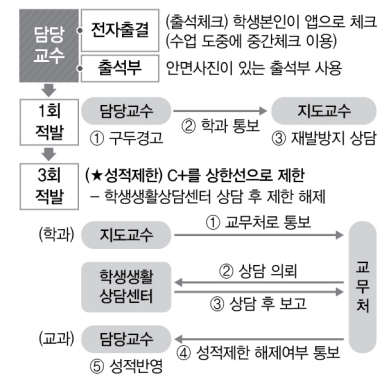 담당
교수
전자출결
(출석체크) 학생본인이 앱으로 체크
(수업 도중에 중간체크 이용)
출석부
안면사진이 있는 출석부 사용
1회
적발
담당교수
② 학과 통보
지도교수
① 구두경고
③ 재발방지 상담
3회
적발
(★성적제한) C+를 상한선으로 제한
– 학생생활상담센터 상담 후 제한 해제
(학과)
지도교수
① 교무처로 통보
학생생활
상담센터
② 상담 의뢰
③ 상담 후 보고
교
무
처
(교과)
담당교수
④ 성적제한 해제여부 통보
⑤ 성적반영